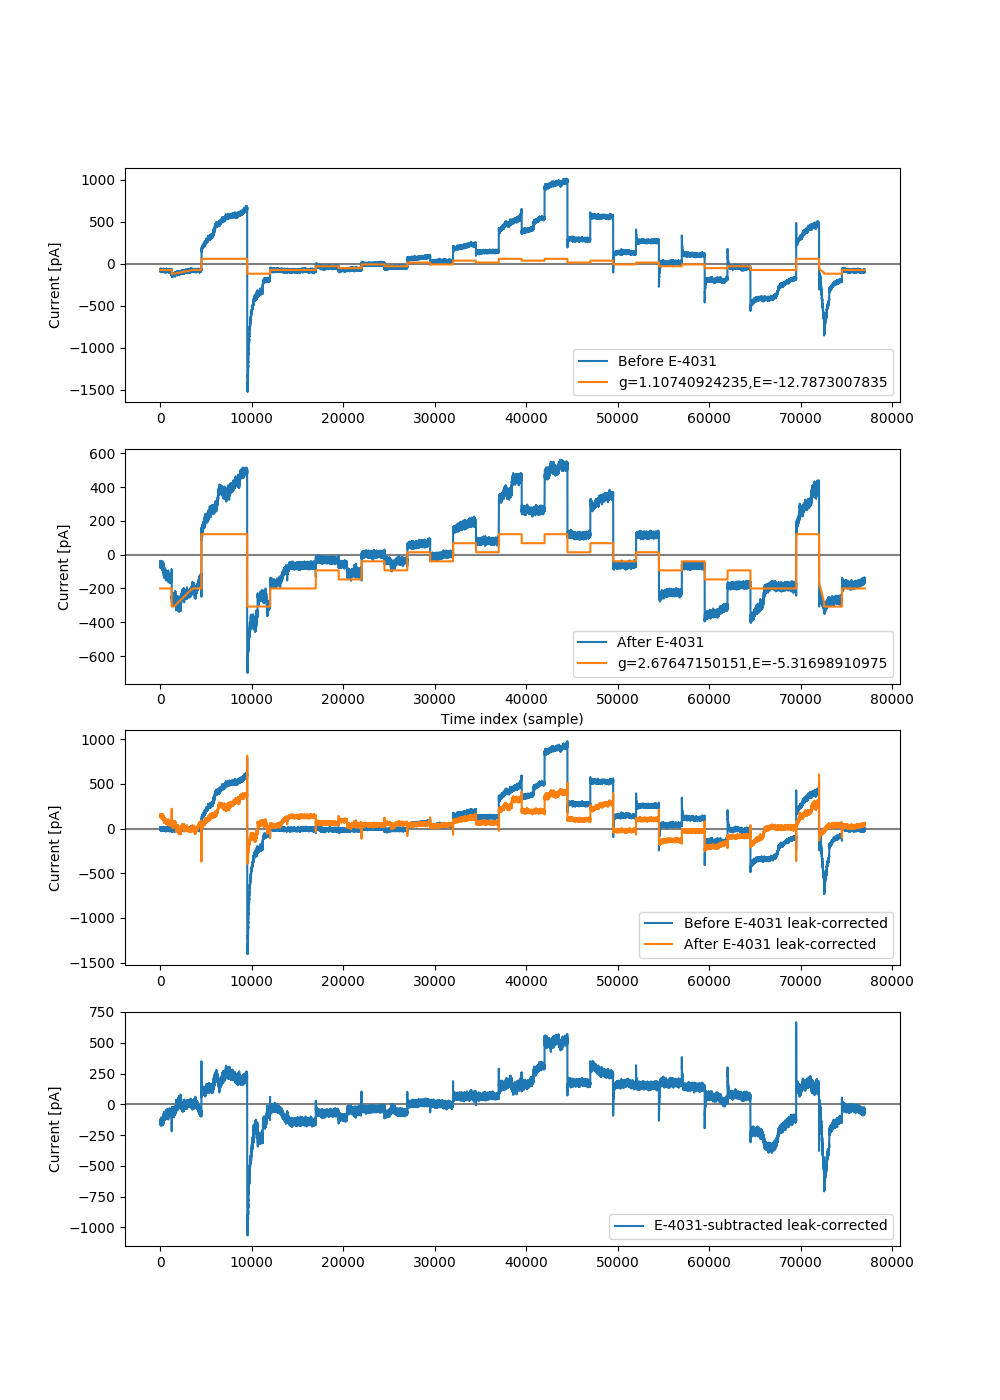 1000
500
0
−500
−1000
−1500
Current [pA]
Before E-4031
g=1.10740924235,E=-12.7873007835
0 10000 20000 30000 40000 50000 60000 70000 80000
600
400
200
0
−200
−400
−600
Current [pA]
After E-4031
g=2.67647150151,E=-5.31698910975
0 10000 20000 30000 40000 50000 60000 70000 80000
Time index (sample)
1000
500
0
−500
−1000
−1500
Current [pA]
Before E-4031 leak-corrected
After E-4031 leak-corrected
0 10000 20000 30000 40000 50000 60000 70000 80000
750
500
250
0
−250
−500
−750
−1000
Current [pA]
E-4031-subtracted leak-corrected
0 10000 20000 30000 40000 50000 60000 70000 80000